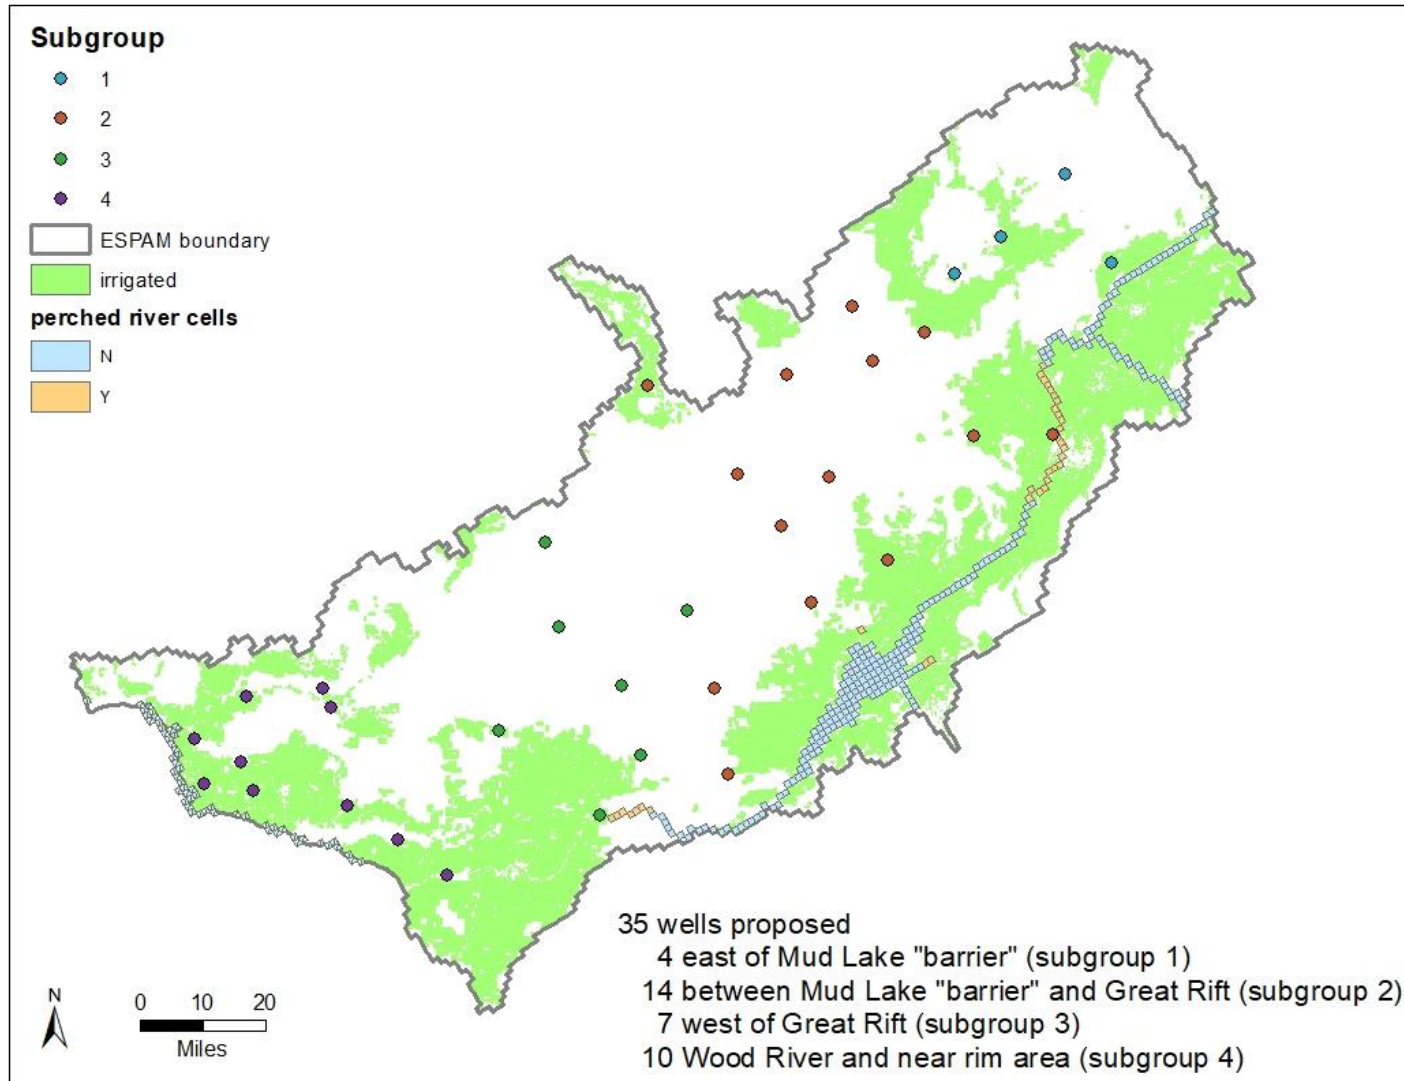 Subgroup
1
2
3
4
ESPAM boundary
irrigated
perched river cells
N
Y
35 wells proposed
4 east of Mud Lake "barrier" (subgroup 1)
14 between Mud Lake "barrier" and Great Rift (subgroup 2)
7 west of Great Rift (subgroup 3)
10 Wood River and near rim area (subgroup 4)
N
0 10 20
Miles